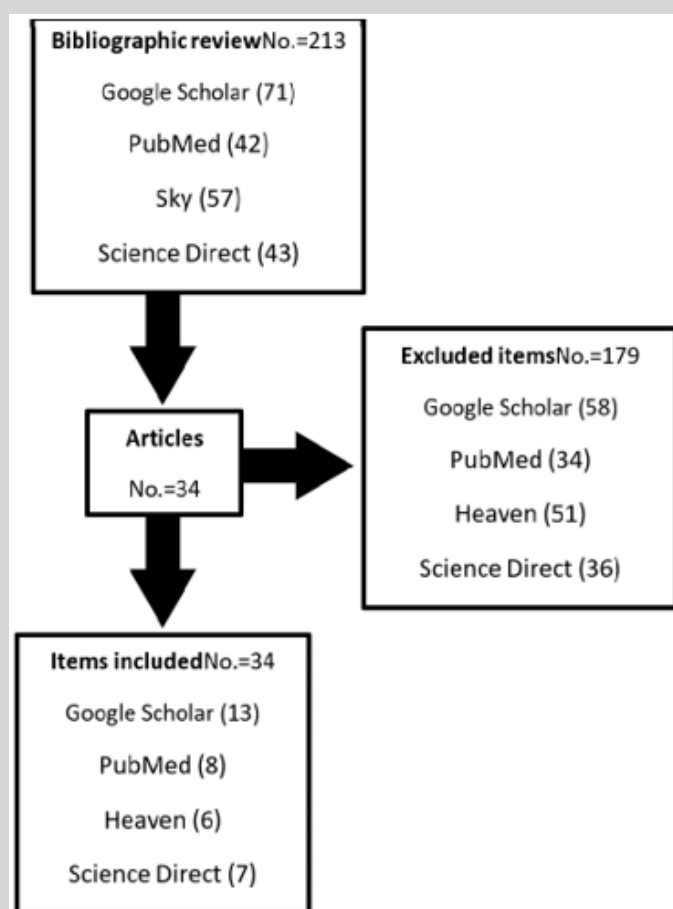 Bibliographic reviewNo.=213
Google Scholar (71)
PubMed (42)
Sky (57)
Science Direct (43)
Articles
No.=34
Excluded itemsNo.=179
Google Scholar (58)
PubMed (34)
Heaven (51)
Science Direct (36)
Items includedNo.=34
Google Scholar (13)
PubMed (8)
Heaven (6)
Science Direct (7)